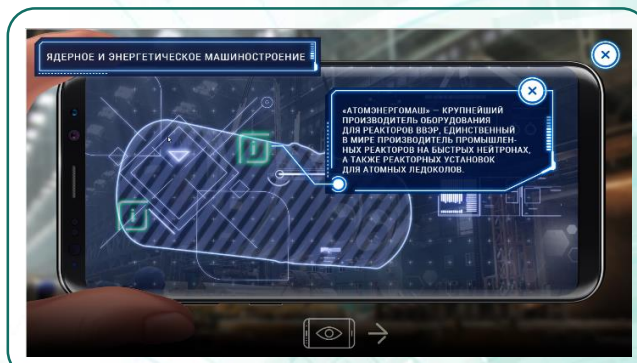 ЯДЕРНОЕ И ЭНЕРГЕТИЧЕСКОЕ МАШИНОСТРОЕНИЕ
«АТОМЭНЕРГОМАШ» – КРУПНЕЙШИЙ
ПРОИЗВОДИТЕЛЬ ОБОРУДОВАНИЯ
ДЛЯ РЕАКТОРОВ ВВЭР, ЕДИНСТВЕННЫЙ
В МИРЕ ПРОИЗВОДИТЕЛЬ ПРОМЫШЛЕН-
НЫХ РЕАКТОРОВ НА БЫСТРЫХ НЕЙТРОНАХ,
А ТАКЖЕ РЕАКТОРНЫХ УСТАНОВОК
ДЛЯ АТОМНЫХ ЛЕДОКОЛОВ.